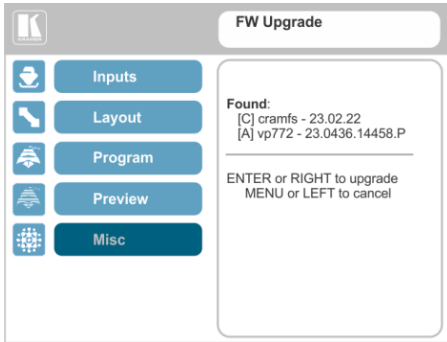 KRAMER
FW Upgrade
Inputs
Layout
Program
Preview
Misc
Found:
[C] cramfs - 23.02.22
[A] vp772 - 23.0436.14458.P
ENTER or RIGHT to upgrade
MENU or LEFT to cancel